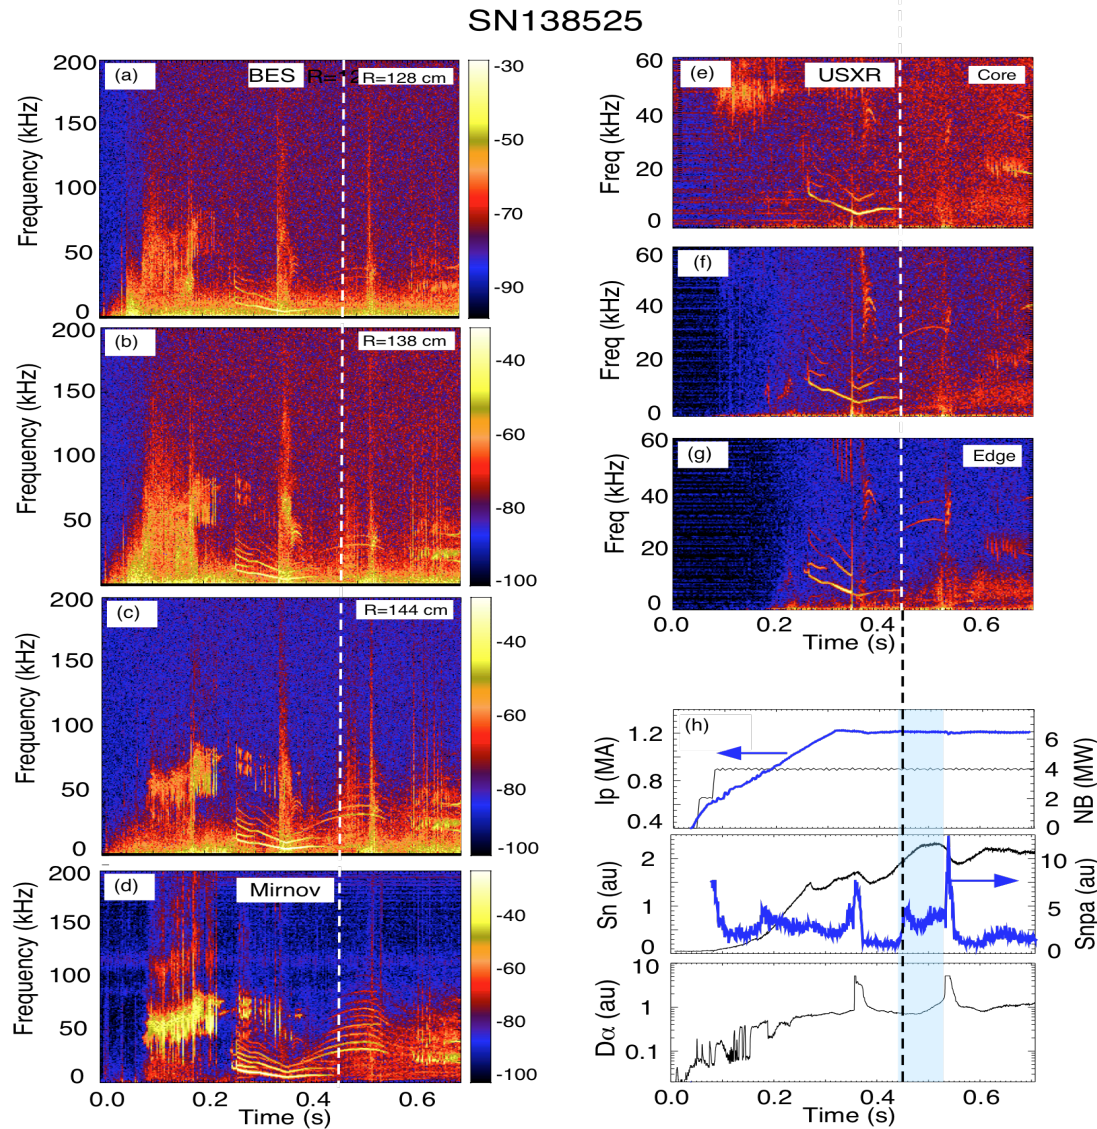 SN138525
(a)
BES R=12
R=128 cm
200
150
100
50
0
Frequency (kHz)
-30
-50
-70
-90
(b)
R=138 cm
200
150
100
50
0
Frequency (kHz)
-40
-60
-80
-100
(c)
R=144 cm
200
150
100
50
0
Frequency (kHz)
-40
-60
-80
-100
(d)
Mirnov
200
150
100
50
0
Frequency (kHz)
-40
-60
-80
-100
0.0 0.2 0.4 0.6
Time (s)
(e)
USXR
Core
60
40
20
0
Freq (kHz)
(f)
60
40
20
0
Freq (kHz)
(g)
Edge
60
40
20
0
Freq (kHz)
0.0 0.2 0.4 0.6
Time (s)
(h)
1.2
0.8
0.4
Ip (MA)
6
4
2
0
NB (MW)
2
1
0
Sn (au)
10
5
0
Snpa (au)
10
1.0
0.1
Dα (au)
0.0 0.2 0.4 0.6
Time (s)